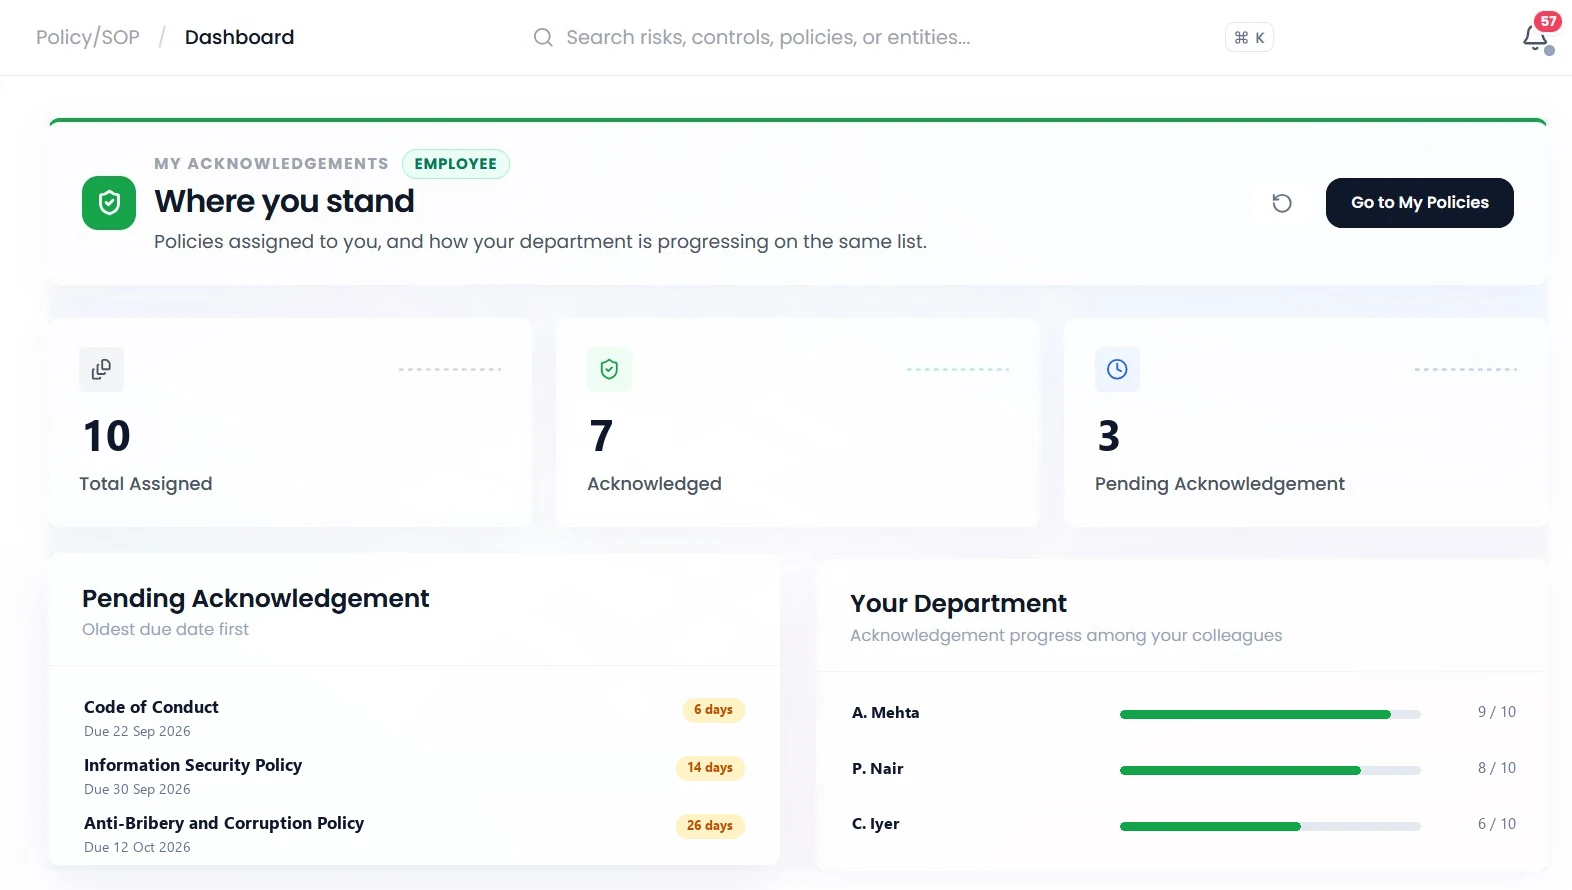 Policy/SOP / Dashboard
Search risks, controls, policies, or entities...
⌘ K
57
MY ACKNOWLEDGEMENTS EMPLOYEE
Where you stand
Policies assigned to you, and how your department is progressing on the same list.
Go to My Policies
10
Total Assigned
7
Acknowledged
3
Pending Acknowledgement
Pending Acknowledgement
Oldest due date first
Code of Conduct 6 days
Due 22 Sep 2026
Information Security Policy 14 days
Due 30 Sep 2026
Anti-Bribery and Corruption Policy 26 days
Due 12 Oct 2026
Your Department
Acknowledgement progress among your colleagues
A. Mehta 9 / 10
P. Nair 8 / 10
C. Iyer 6 / 10